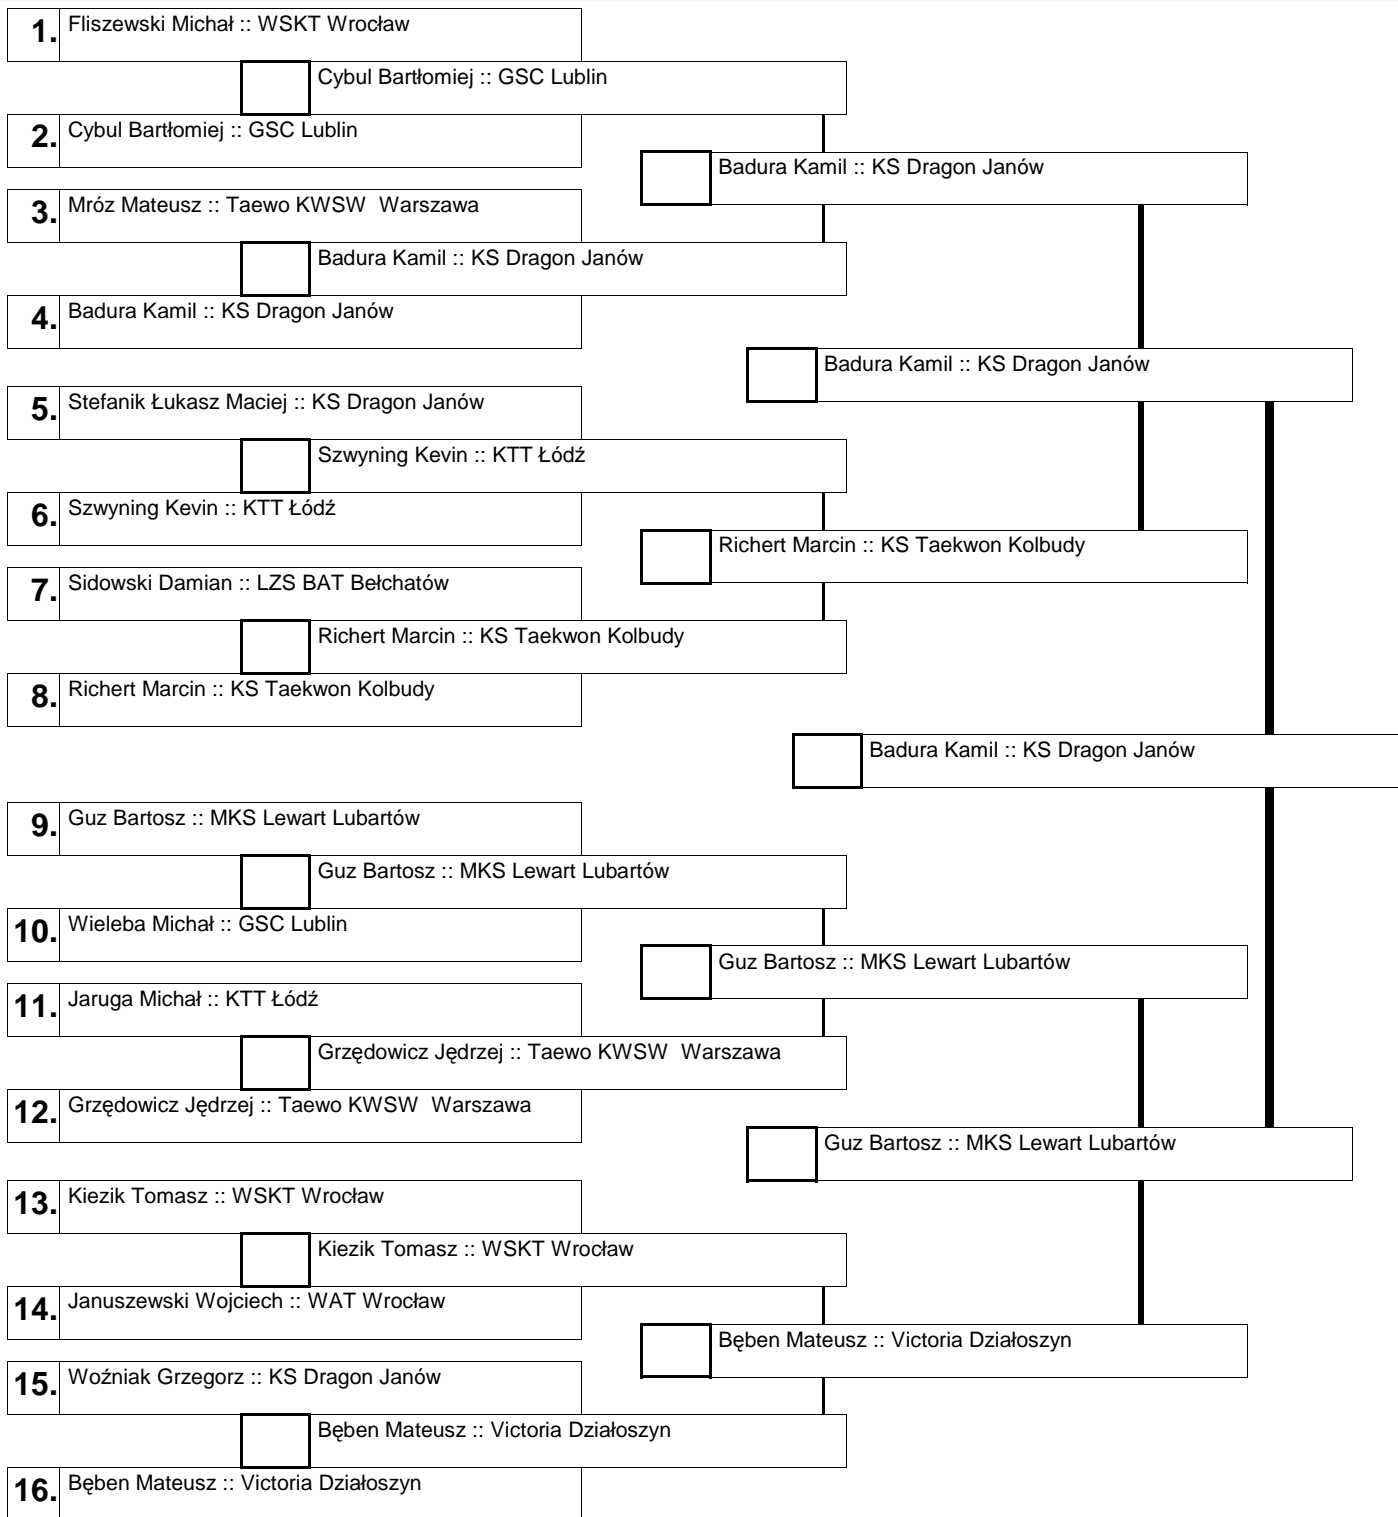 1. Fliszewski Michał :: WSKT Wrocław
Cybul Bartłomiej :: GSC Lublin
2. Cybul Bartłomiej :: GSC Lublin
Badura Kamil :: KS Dragon Janów
3. Mróz Mateusz :: Taewo KWSW  Warszawa
Badura Kamil :: KS Dragon Janów
4. Badura Kamil :: KS Dragon Janów
Badura Kamil :: KS Dragon Janów
5. Stefanik Łukasz Maciej :: KS Dragon Janów
Szwyning Kevin :: KTT Łódź
6. Szwyning Kevin :: KTT Łódź
Richert Marcin :: KS Taekwon Kolbudy
7. Sidowski Damian :: LZS BAT Bełchatów
Richert Marcin :: KS Taekwon Kolbudy
8. Richert Marcin :: KS Taekwon Kolbudy
Badura Kamil :: KS Dragon Janów
9. Guz Bartosz :: MKS Lewart Lubartów
Guz Bartosz :: MKS Lewart Lubartów
10. Wieleba Michał :: GSC Lublin
Guz Bartosz :: MKS Lewart Lubartów
11. Jaruga Michał :: KTT Łódź
Grzędowicz Jędrzej :: Taewo KWSW  Warszawa
12. Grzędowicz Jędrzej :: Taewo KWSW  Warszawa
Guz Bartosz :: MKS Lewart Lubartów
13. Kiezik Tomasz :: WSKT Wrocław
Kiezik Tomasz :: WSKT Wrocław
14. Januszewski Wojciech :: WAT Wrocław
Bęben Mateusz :: Victoria Działoszyn
15. Woźniak Grzegorz :: KS Dragon Janów
Bęben Mateusz :: Victoria Działoszyn
16. Bęben Mateusz :: Victoria Działoszyn